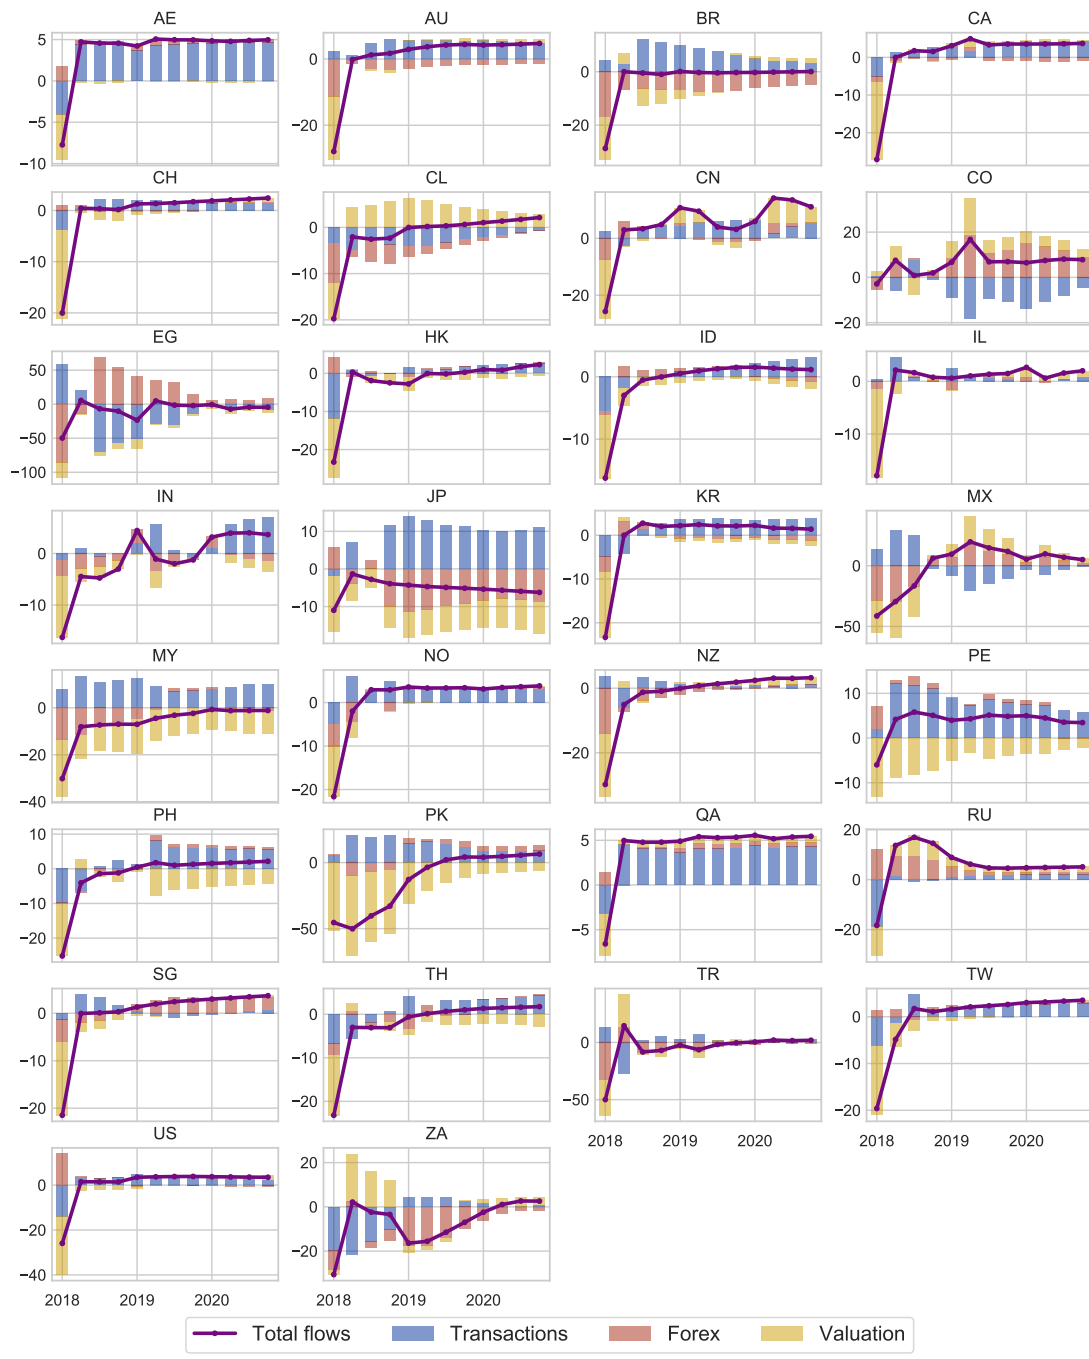 AE AU BR CA
5 0 −5 −10
0 −20
0 −20
0 −10 −20
CH CL CN CO
0 −10 −20
0 −10 −20
0 −20
20 0 −20
EG HK ID IL
50 0 −50 −100
0 −10 −20
0 −10
0 −10
IN JP KR MX
0 −10
10 0 −10
0 −10 −20
0 −50
MY NO NZ PE
0 −20 −40
0 −10 −20
0 −20
10 0 −10
PH PK QA RU
10 0 −10 −20
0 −50
5 0 −5
20 0 −20
SG TH TR TW
0 −10 −20
0 −10 −20
0 −50
0 −10 −20
2018 2019 2020 2018 2019 2020
US ZA
0 −20 −40
20 0 −20
2018 2019 2020 2018 2019 2020
Total flows Transactions Forex Valuation